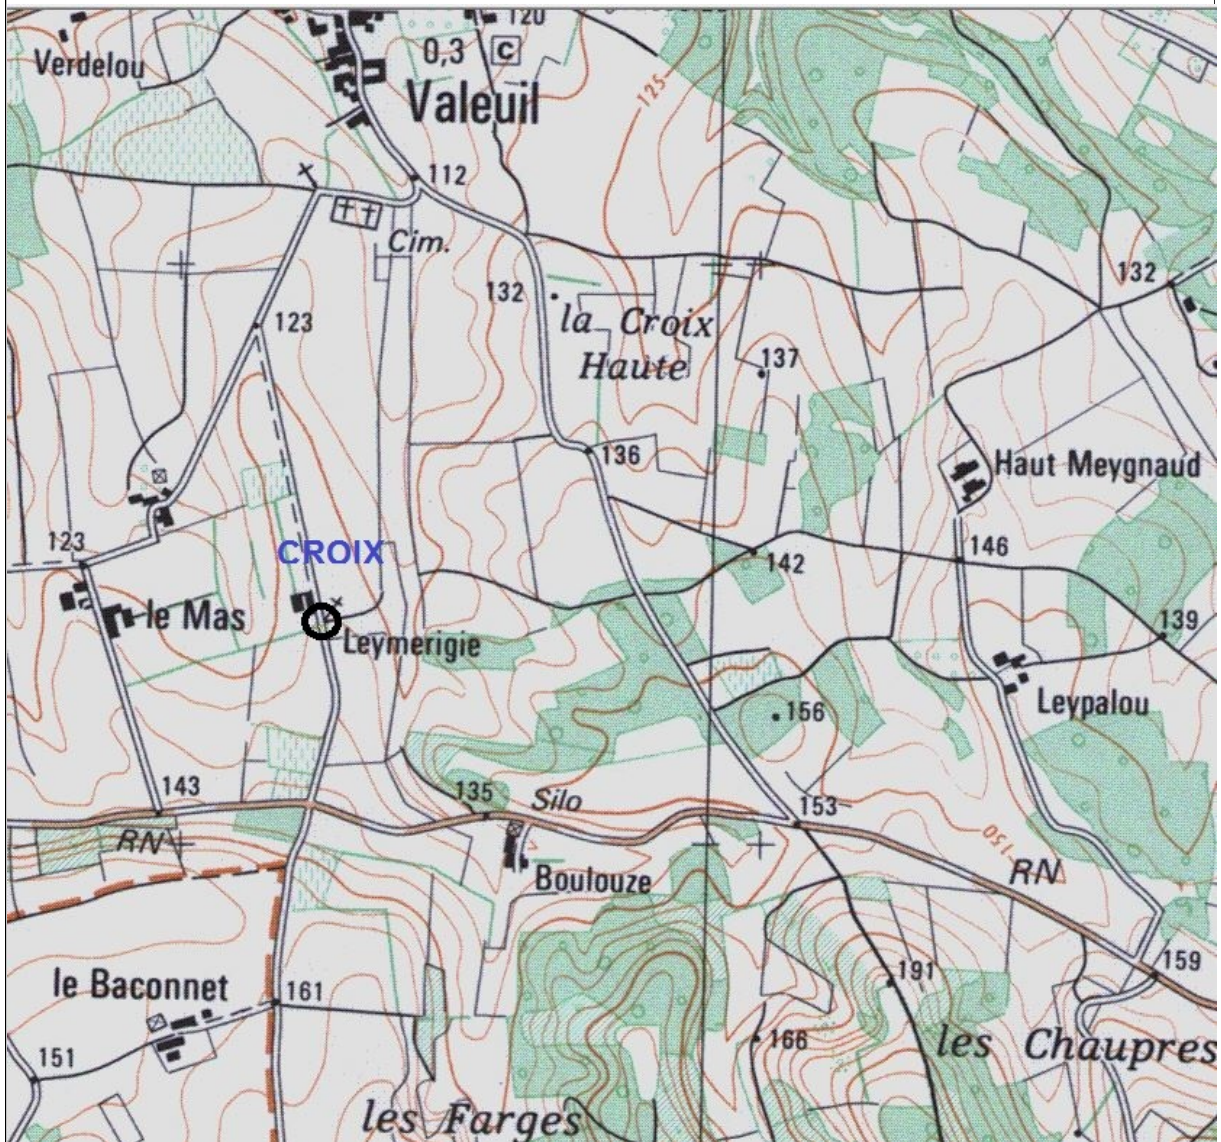 120
0,3 C
Verdelou
125
Valeuil
112
Cim.
132
132
la Croix
Haute
123
137
136
Haut Meygnaud
123
CROIX
146
142
le Mas
139
Leymerigie
156
Leypalou
143
135
Silo
153
RN
150
RN
Boulouze
159
191
le Baconnet
161
166
les Chaupres
151
les Farges